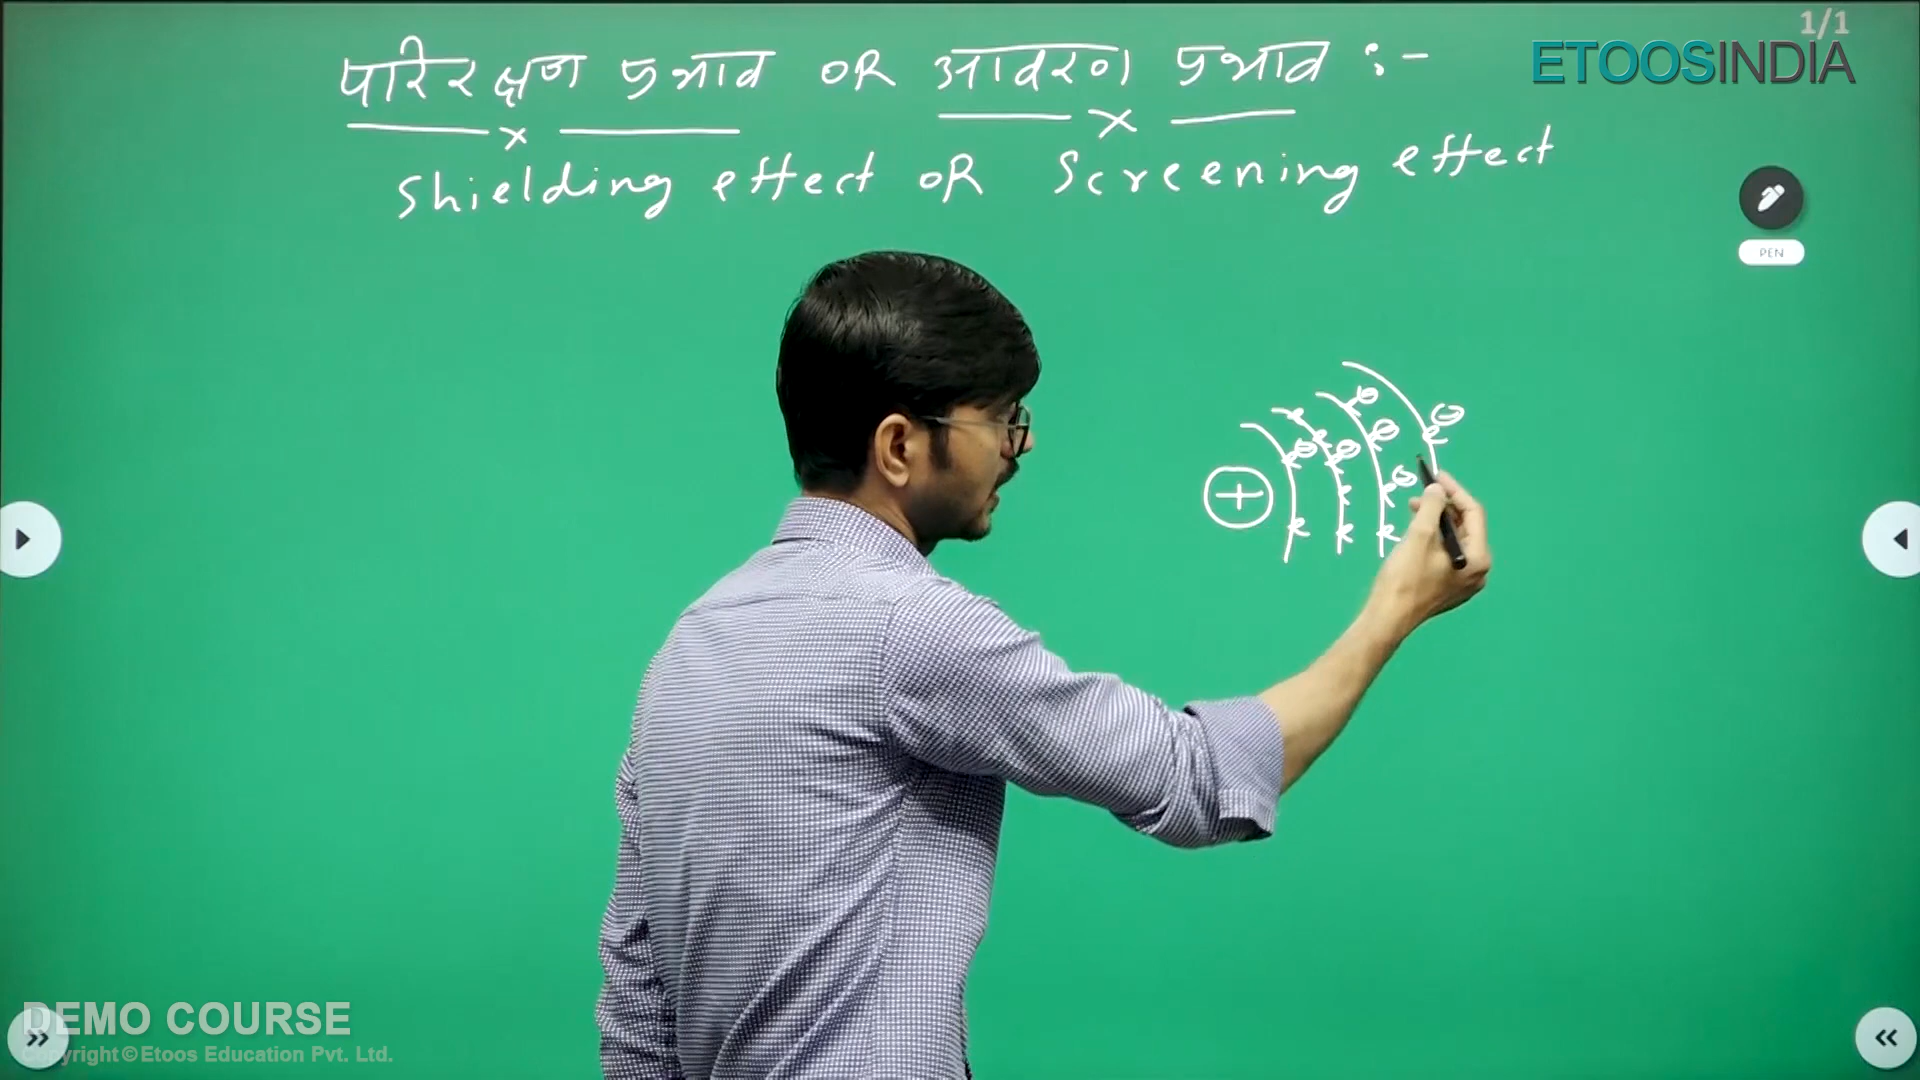 1/1
ETOOSINDIA
परिरक्षण प्रभाव OR आवरण प्रभाव :-
Shielding effect OR Screening effect
PEN
+
DEMO COURSE
Copyright © Etoos Education Pvt. Ltd.